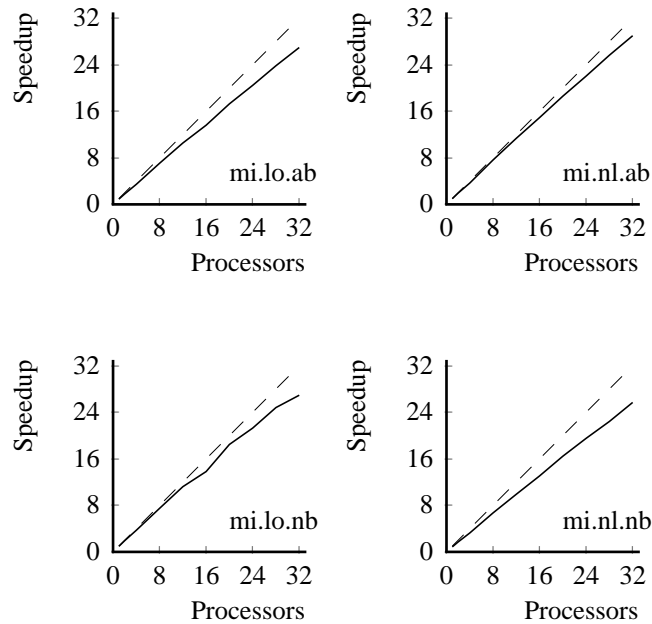 32
24
16
8
0
0 8 16 24 32
Speedup
Processors
mi.lo.ab
32
24
16
8
0
0 8 16 24 32
Speedup
Processors
mi.nl.ab
32
24
16
8
0
0 8 16 24 32
Speedup
Processors
mi.lo.nb
32
24
16
8
0
0 8 16 24 32
Speedup
Processors
mi.nl.nb